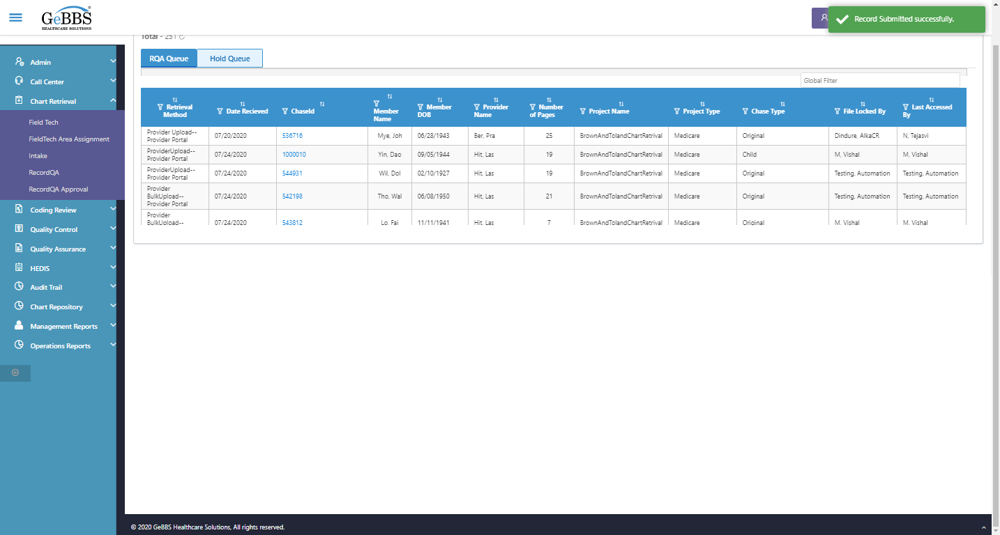 GeBBS
HEALTHCARE SOLUTIONS
Record Submitted successfully.
Total - 251
RQA Queue
Hold Queue
Global Filter
Admin
Call Center
Chart Retrieval
Field Tech
FieldTech Area Assignment
Intake
RecordQA
RecordQA Approval
Coding Review
Quality Control
Quality Assurance
HEDIS
Audit Trail
Chart Repository
Management Reports
Operations Reports
Retrieval Method Date Recieved ChaseId Member Name Member DOB Provider Name Number of Pages Project Name Project Type Chase Type File Locked By Last Accessed By
Provider Upload--
Provider Portal 07/20/2020 536716 Mye, Joh 06/28/1943 Ber, Pra 25 BrownAndTolandChartRetrival Medicare Original Dindure, AlkaCR N, Tejasvi
ProviderUpload--
Provider Portal 07/24/2020 1000010 Yin, Dao 09/05/1944 Hit, Las 19 BrownAndTolandChartRetrival Medicare Child M, Vishal M, Vishal
ProviderUpload--
Provider Portal 07/24/2020 544931 Wil, Dol 02/10/1927 Hit, Las 19 BrownAndTolandChartRetrival Medicare Original Testing, Automation Testing, Automation
Provider
BulkUpload--
Provider Portal 07/24/2020 542198 Tho, Wal 06/08/1950 Hit, Las 21 BrownAndTolandChartRetrival Medicare Original Testing, Automation Testing, Automation
Provider
BulkUpload-- 07/24/2020 543812 Lo, Fai 11/11/1941 Hit, Las 7 BrownAndTolandChartRetrival Medicare Original M, Vishal M, Vishal
© 2020 GeBBS Healthcare Solutions, All rights reserved.